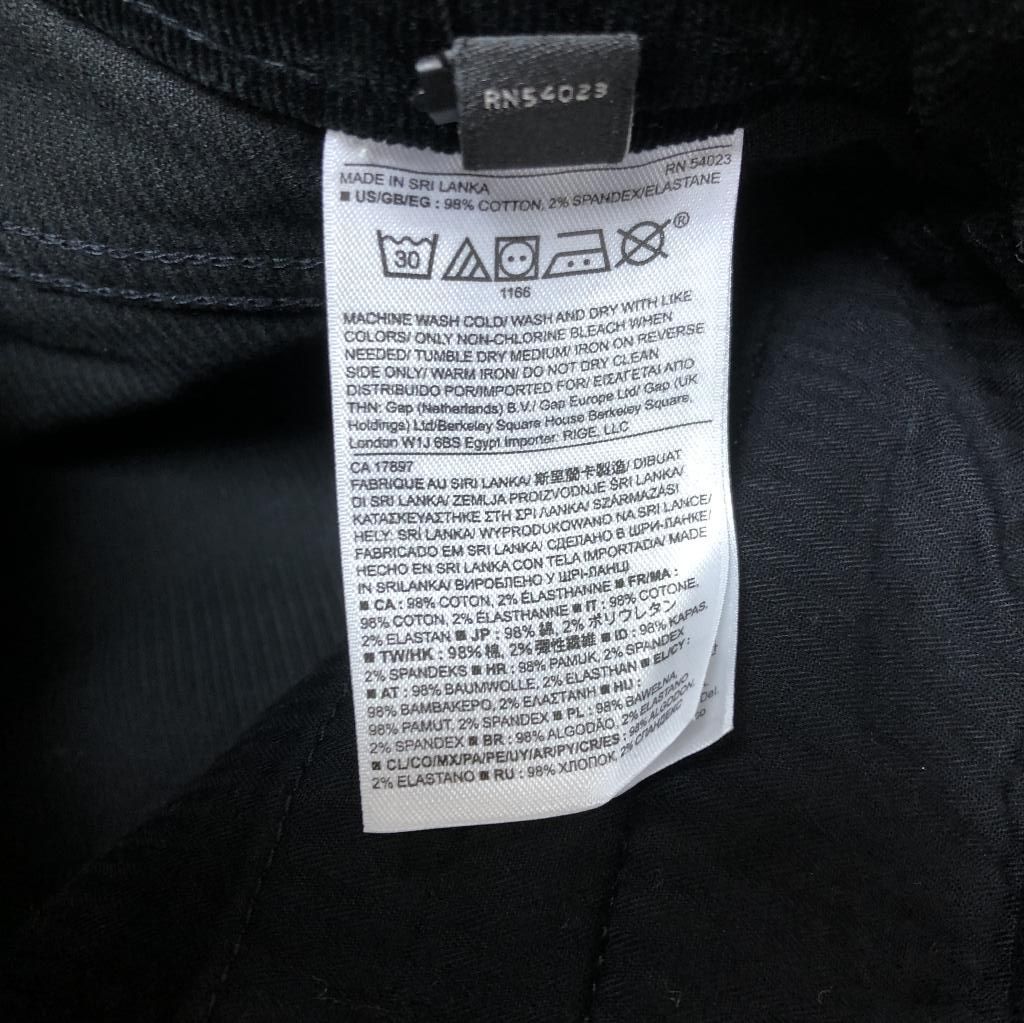 RN54023
RN 54023
MADE IN SRI LANKA
■ US/GB/EG : 98% COTTON, 2% SPANDEX/ELASTANE
30
®
1166
MACHINE WASH COLD/ WASH AND DRY WITH LIKE
COLORS/ ONLY NON-CHLORINE BLEACH WHEN
NEEDED/ TUMBLE DRY MEDIUM/ IRON ON REVERSE
SIDE ONLY/ WARM IRON/ DO NOT DRY CLEAN
DISTRIBUIDO POR/IMPORTED FOR/ ΕΙΣΑΓΕΤΑΙ ΑΠΟ
ΤΗΝ: Gap (Netherlands) B.V./ Gap Europe Ltd/ Gap (UK
Holdings) Ltd/Berkeley Square House Berkeley Square,
London W1J 6BS Egypt Importer: RIGE, LLC
CA 17897
FABRIQUE AU SIRI LANKA/ 斯里蘭卡製造/ DIBUAT
DI SRI LANKA/ ZEMLJA PROIZVODNJE ŠRI LANKA/
ΚΑΤΑΣΚΕΥΑΣΤΗΚΕ ΣΤΗ ΣΡΙ ΛΑΝΚΑ/ SZÁRMAZÁSI
HELY: SRÍ LANKA/ WYPRODUKOWANO NA SRI LANCE/
FABRICADO EM SRI LANKA/ СДЕЛАНО В ШРИ-ЛАНКЕ/
HECHO EN SRI LANKA CON TELA IMPORTADA/ MADE
IN SRILANKA/ ВИРОБЛЕНО У ШРІ-ЛАНЦІ
■ CA : 98% COTON, 2% ÉLASTHANNE ■ FR/MA :
98% COTON, 2% ÉLASTHANNE ■ IT : 98% COTONE,
2% ELASTAN ■ JP : 98% 綿, 2% ポリウレタン
■ TW/HK : 98% 棉, 2% 彈性纖維 ■ ID : 98% KAPAS,
2% SPANDEKS ■ HR : 98% PAMUK, 2% SPANDEX
■ AT : 98% BAUMWOLLE, 2% ELASTHAN ■ EL/CY :
98% ΒΑΜΒΑΚΕΡΟ, 2% ΕΛΑΣΤΑΝΗ ■ HU :
98% PAMUT, 2% SPANDEX ■ PL : 98% BAWEŁNA,
2% SPANDEX ■ BR : 98% ALGODÃO, 2% ELASTANO
■ CL/CO/MX/PA/PE/UY/AR/PY/CR/ES : 98% ALGODON,
2% ELASTANO ■ RU : 98% ХЛОПОК, 2% СПАНДЕКС
Del.